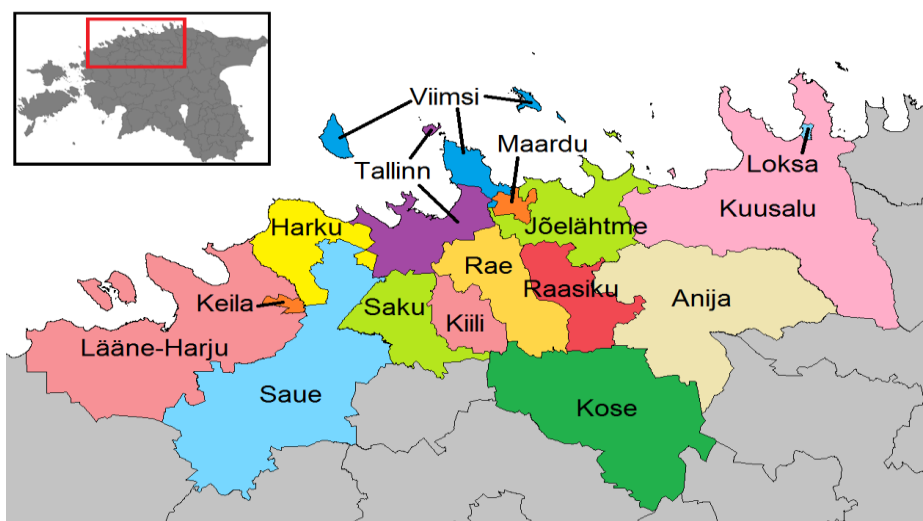 Viimsi
Maardu
Tallinn
Loksa
Kuusalu
Harku
Jõelähtme
Rae
Raasiku
Anija
Keila
Saku
Kiili
Lääne-Harju
Saue
Kose